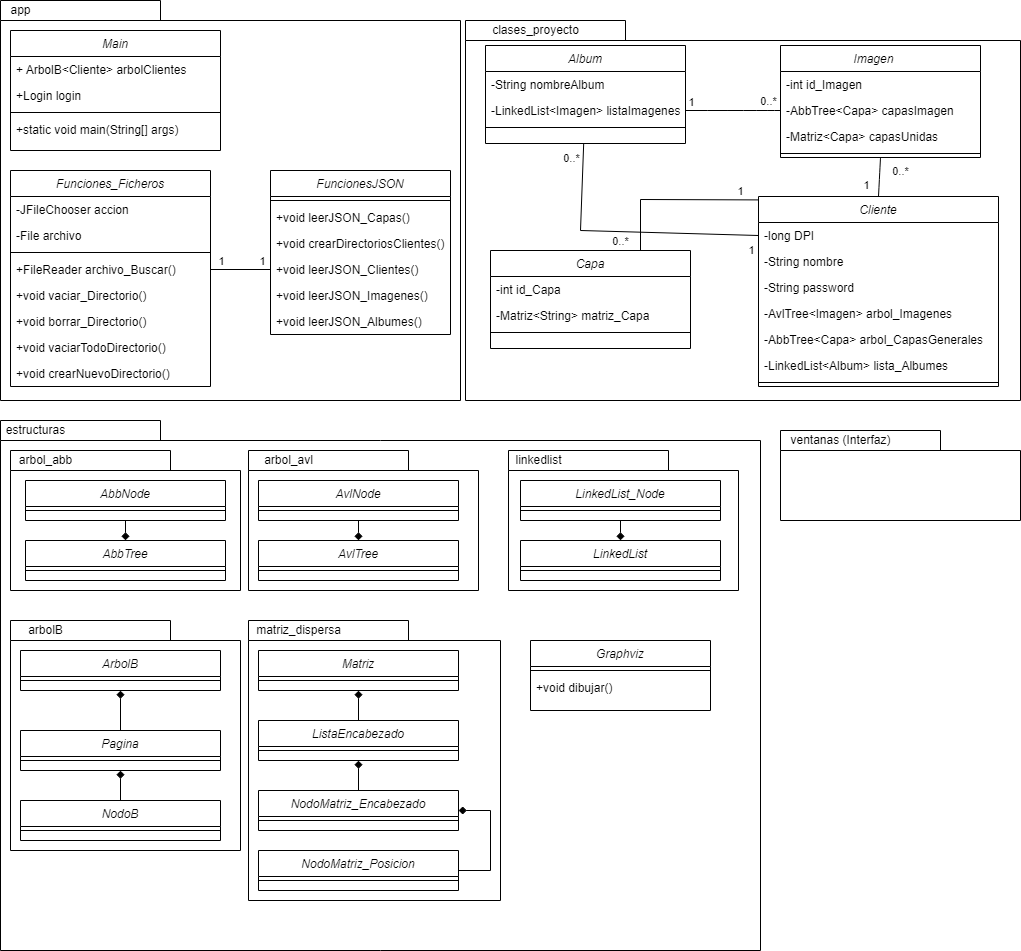 app
Main
+ ArbolB<Cliente> arbolClientes
+Login login
+static void main(String[] args)
Funciones_Ficheros
-JFileChooser accion
-File archivo
+FileReader archivo_Buscar()
+void vaciar_Directorio()
+void borrar_Directorio()
+void vaciarTodoDirectorio()
+void crearNuevoDirectorio()
1
1
FuncionesJSON
+void leerJSON_Capas()
+void crearDirectoriosClientes()
+void leerJSON_Clientes()
+void leerJSON_Imagenes()
+void leerJSON_Albumes()
clases_proyecto
Album
-String nombreAlbum
-LinkedList<Imagen> listaImagenes
1
0..*
Imagen
-int id_Imagen
-AbbTree<Capa> capasImagen
-Matriz<Capa> capasUnidas
0..*
0..*
1
1
0..*
1
Capa
-int id_Capa
-Matriz<String> matriz_Capa
Cliente
-long DPI
-String nombre
-String password
-AvlTree<Imagen> arbol_Imagenes
-AbbTree<Capa> arbol_CapasGenerales
-LinkedList<Album> lista_Albumes
estructuras
arbol_abb
AbbNode
AbbTree
arbol_avl
AvlNode
AvlTree
linkedlist
LinkedList_Node
LinkedList
arbolB
ArbolB
Pagina
NodoB
matriz_dispersa
Matriz
ListaEncabezado
NodoMatriz_Encabezado
NodoMatriz_Posicion
Graphviz
+void dibujar()
ventanas (Interfaz)